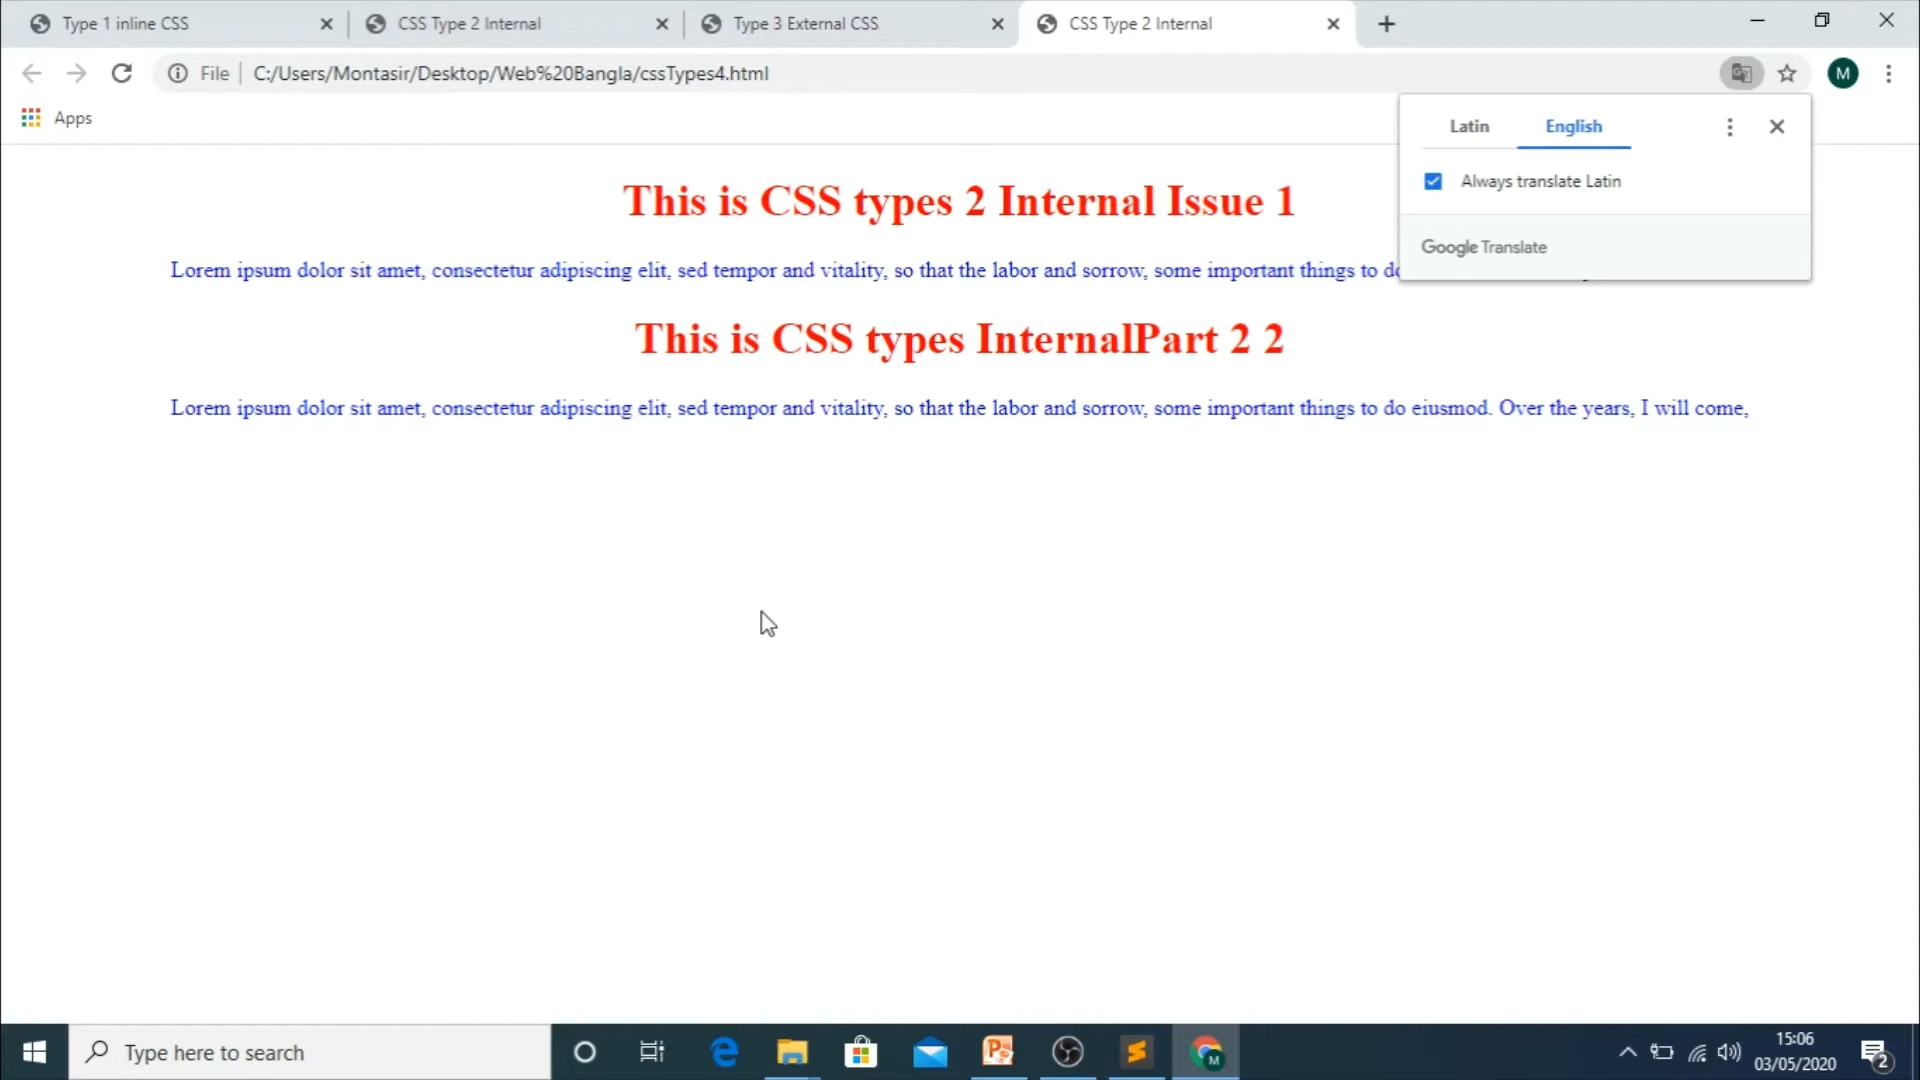 Type 1 inline CSS
CSS Type 2 Internal
Type 3 External CSS
CSS Type 2 Internal
File
C:/Users/Montasir/Desktop/Web%20Bangla/cssTypes4.html
M
Apps
Latin
English
Always translate Latin
Google Translate
This is CSS types 2 Internal Issue 1
Lorem ipsum dolor sit amet, consectetur adipiscing elit, sed tempor and vitality, so that the labor and sorrow, some important things to do
This is CSS types InternalPart 2 2
Lorem ipsum dolor sit amet, consectetur adipiscing elit, sed tempor and vitality, so that the labor and sorrow, some important things to do eiusmod. Over the years, I will come,
Type here to search
M
15:06
03/05/2020
2